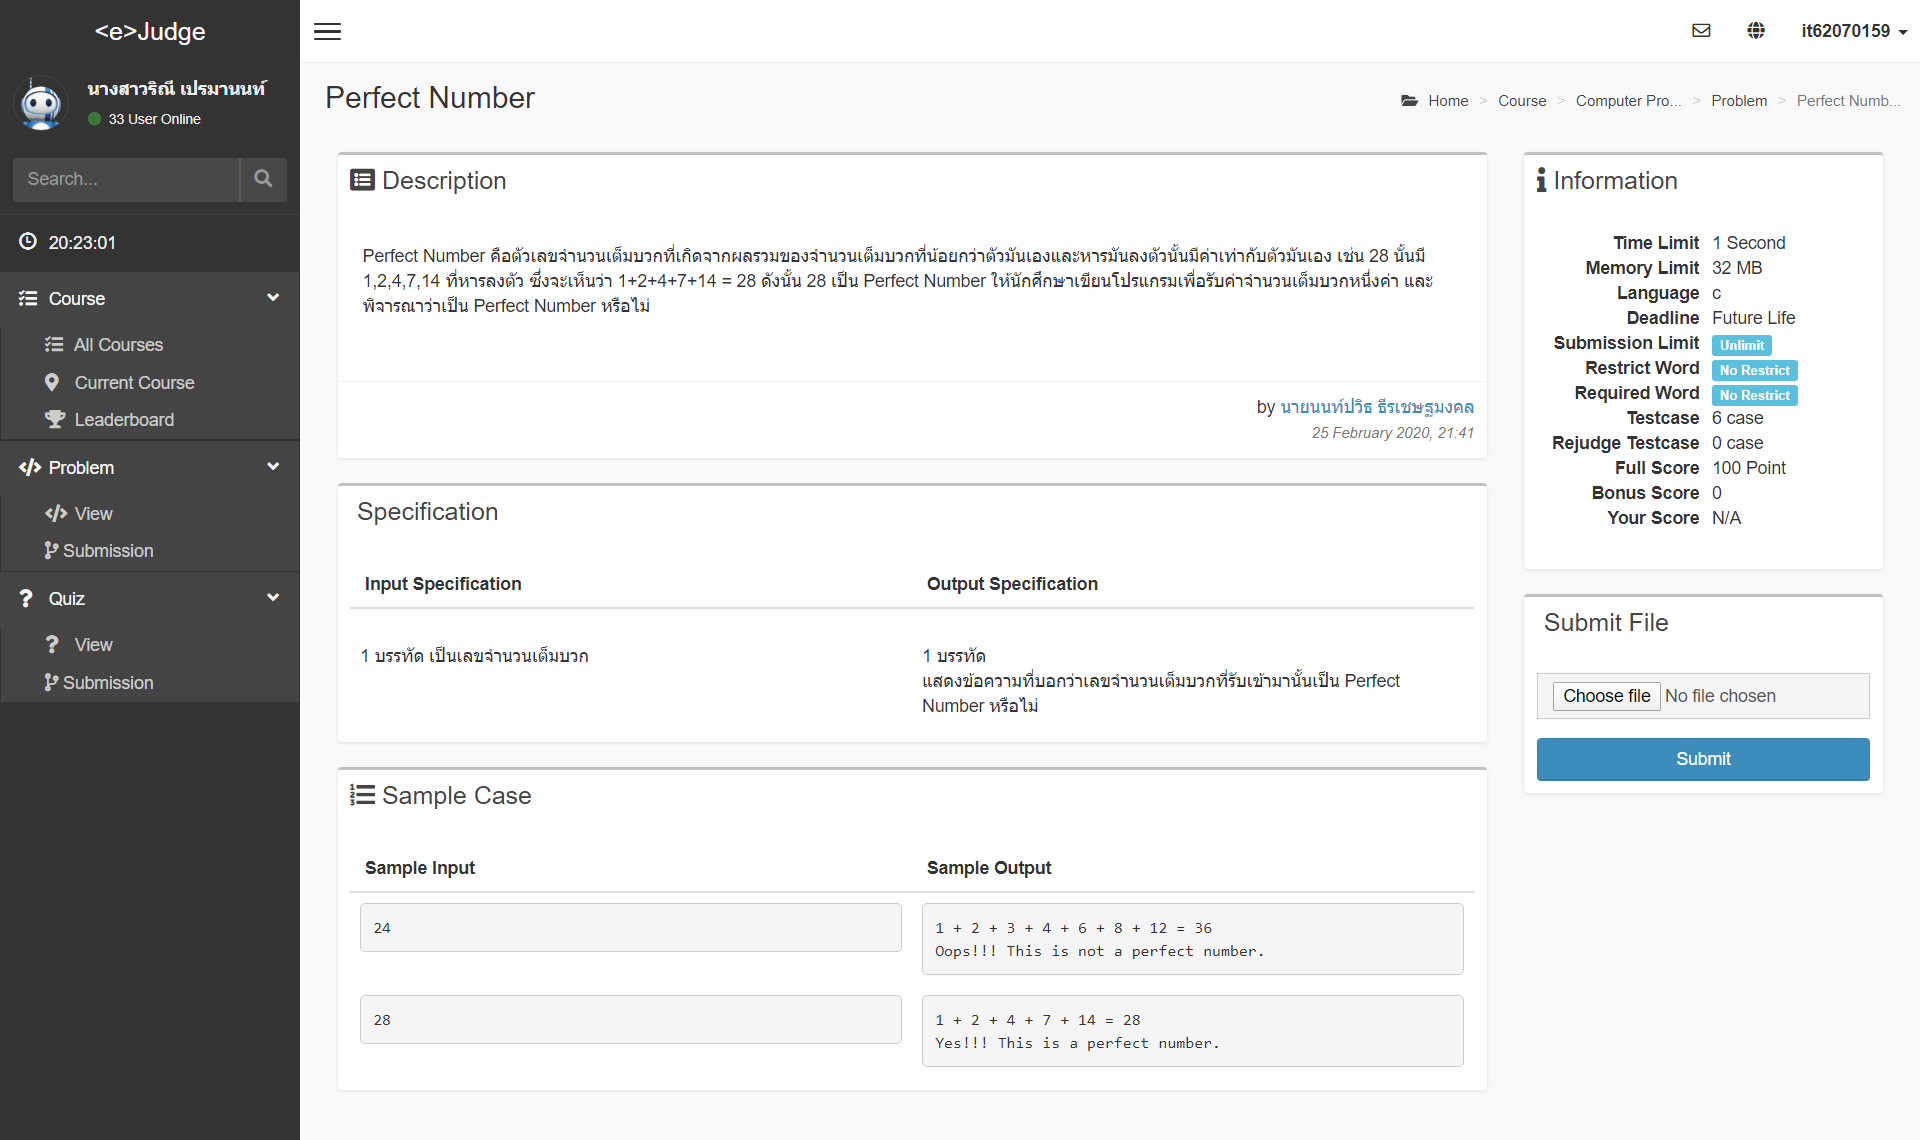 <e>Judge
นางสาวริณี เปรมานนท์
33 User Online
Search...
20:23:01
Course
All Courses
Current Course
Leaderboard
Problem
View
Submission
Quiz
View
Submission
it62070159
Perfect Number
Home > Course > Computer Pro... > Problem > Perfect Numb...
Description
Perfect Number คือตัวเลขจำนวนเต็มบวกที่เกิดจากผลรวมของจำนวนเต็มบวกที่น้อยกว่าตัวมันเองและหารมันลงตัวนั้นมีค่าเท่ากับตัวมันเอง เช่น 28 นั้นมี
1,2,4,7,14 ที่หารลงตัว ซึ่งจะเห็นว่า 1+2+4+7+14 = 28 ดังนั้น 28 เป็น Perfect Number ให้นักศึกษาเขียนโปรแกรมเพื่อรับค่าจำนวนเต็มบวกหนึ่งค่า และ
พิจารณาว่าเป็น Perfect Number หรือไม่
by นายนนท์ปวิธ ธีรเชษฐมงคล
25 February 2020, 21:41
Specification
Input Specification
Output Specification
1 บรรทัด เป็นเลขจำนวนเต็มบวก
1 บรรทัด
แสดงข้อความที่บอกว่าเลขจำนวนเต็มบวกที่รับเข้ามานั้นเป็น Perfect
Number หรือไม่
Sample Case
Sample Input
Sample Output
24
1 + 2 + 3 + 4 + 6 + 8 + 12 = 36
Oops!!! This is not a perfect number.
28
1 + 2 + 4 + 7 + 14 = 28
Yes!!! This is a perfect number.
Information
Time Limit 1 Second
Memory Limit 32 MB
Language c
Deadline Future Life
Submission Limit Unlimit
Restrict Word No Restrict
Required Word No Restrict
Testcase 6 case
Rejudge Testcase 0 case
Full Score 100 Point
Bonus Score 0
Your Score N/A
Submit File
Choose file No file chosen
Submit